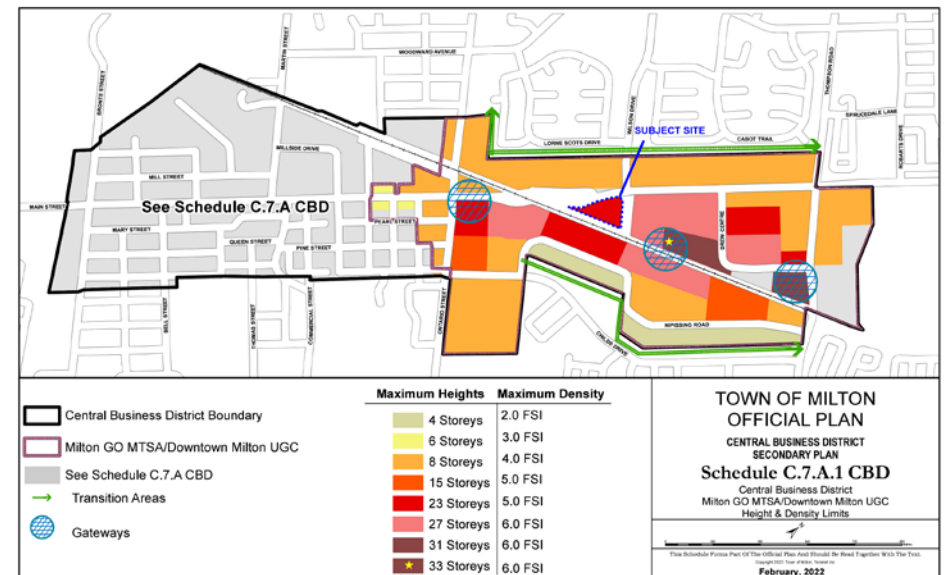 BRONTE STREET
MARTIN STREET
WOODWARD AVENUE
THOMPSON ROAD
SPRUCEDALE LANE
ROBARTS DRIVE
WILSON DRIVE
SUBJECT SITE
LORNE SCOTS DRIVE
CABOT TRAIL
MILLSIDE DRIVE
MILL STREET
MAIN STREET
See Schedule C.7.A CBD
PEARL STREET
MARY STREET
QUEEN STREET
PINE STREET
DREW CENTRE
BELL STREET
THOMAS STREET
COMMERCIAL STREET
ONTARIO STREET
CHILDS DRIVE
NIPISSING ROAD
Central Business District Boundary
Milton GO MTSA/Downtown Milton UGC
See Schedule C.7.A CBD
Transition Areas
Gateways
Maximum Heights Maximum Density
4 Storeys 2.0 FSI
6 Storeys 3.0 FSI
8 Storeys 4.0 FSI
15 Storeys 5.0 FSI
23 Storeys 5.0 FSI
27 Storeys 6.0 FSI
31 Storeys 6.0 FSI
33 Storeys 6.0 FSI
TOWN OF MILTON
OFFICIAL PLAN
CENTRAL BUSINESS DISTRICT
SECONDARY PLAN
Schedule C.7.A.1 CBD
Central Business District
Milton GO MTSA/Downtown Milton UGC
Height & Density Limits
This Schedule Forms Part Of The Official Plan And Should Be Read Together With The Text.
February, 2022